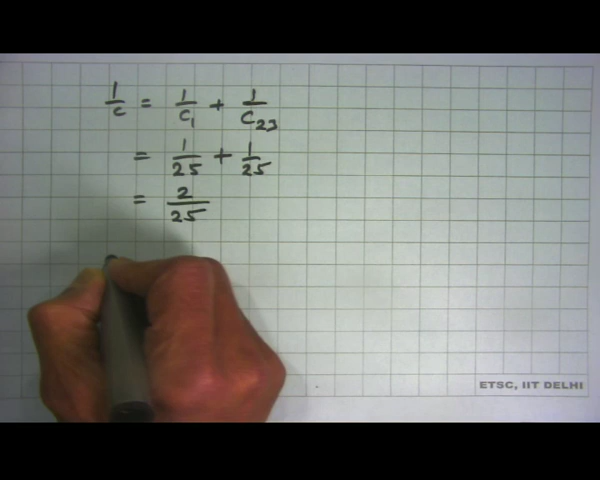 1/c = 1/C₁ + 1/C₂₃
= 1/25 + 1/25
= 2/25
ETSC, IIT DELHI